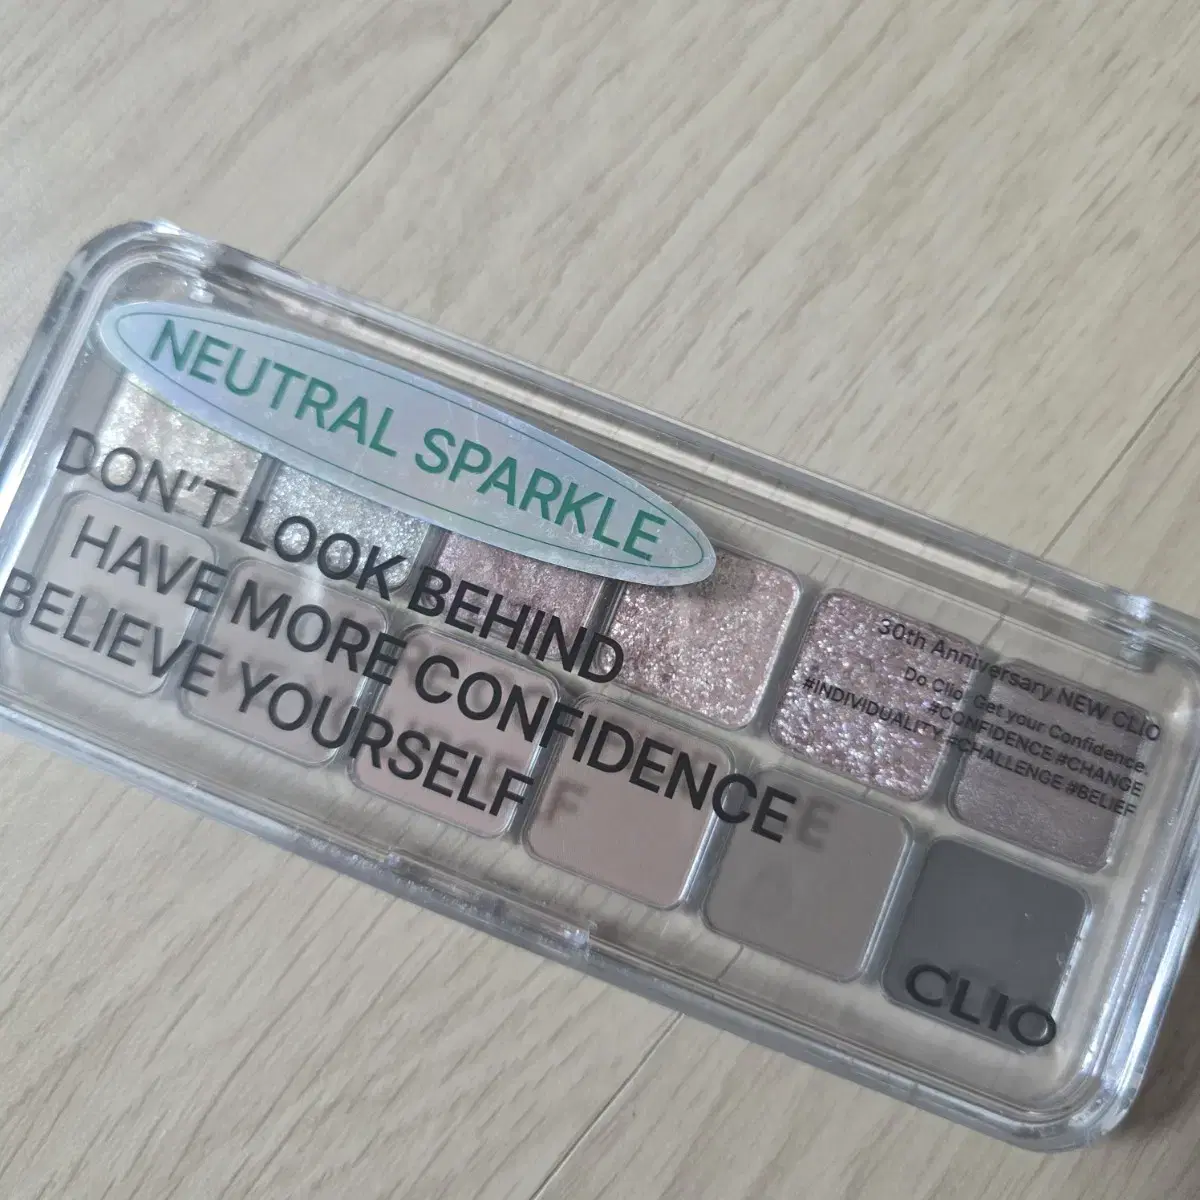 NEUTRAL SPARKLE
DON'T LOOK BEHIND
HAVE MORE CONFIDENCE
BELIEVE YOURSELF
30th Anniversary NEW CLIO
Do Clio, Get your Confidence.
#CONFIDENCE #CHANGE
#INDIVIDUALITY #CHALLENGE #BELIEF
CLIO